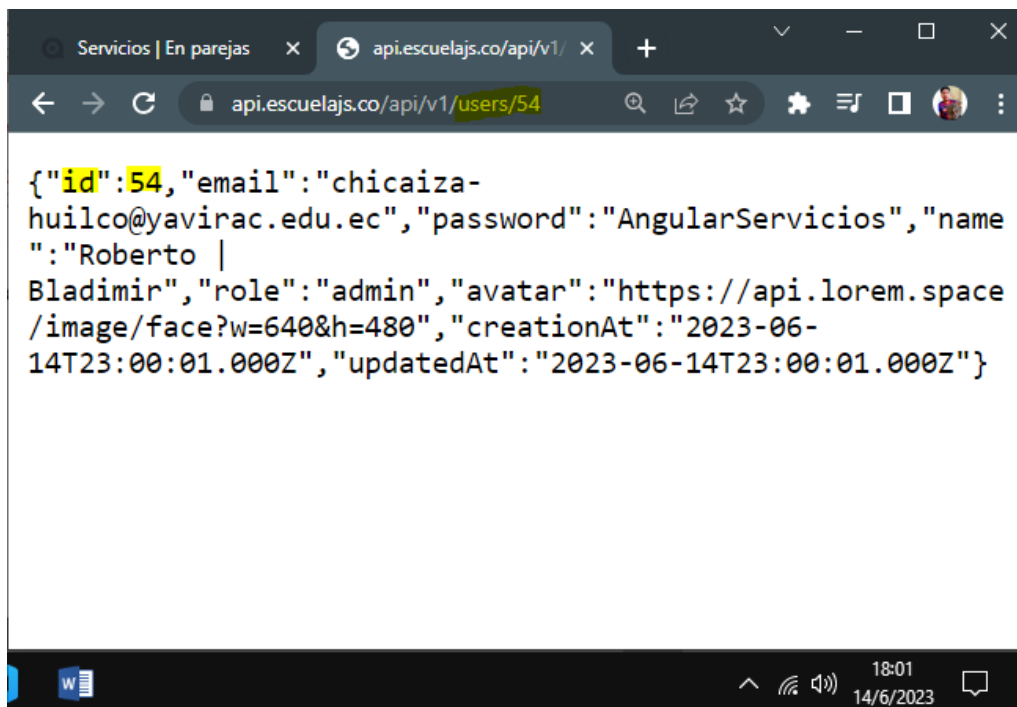 Servicios | En parejas
api.escuelajs.co/api/v1/
api.escuelajs.co/api/v1/users/54
{"id":54,"email":"chicaiza-
huilco@yavirac.edu.ec","password":"AngularServicios","name
":"Roberto |
Bladimir","role":"admin","avatar":"https://api.lorem.space
/image/face?w=640&h=480","creationAt":"2023-06-
14T23:00:01.000Z","updatedAt":"2023-06-14T23:00:01.000Z"}
W
18:01
14/6/2023